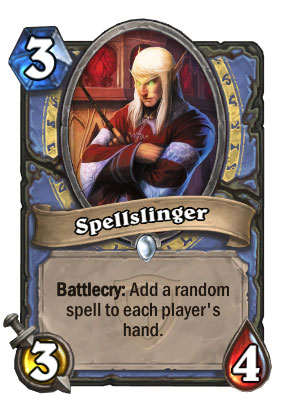 3
Spellslinger
Battlecry: Add a random
spell to each player's
hand.
3
4